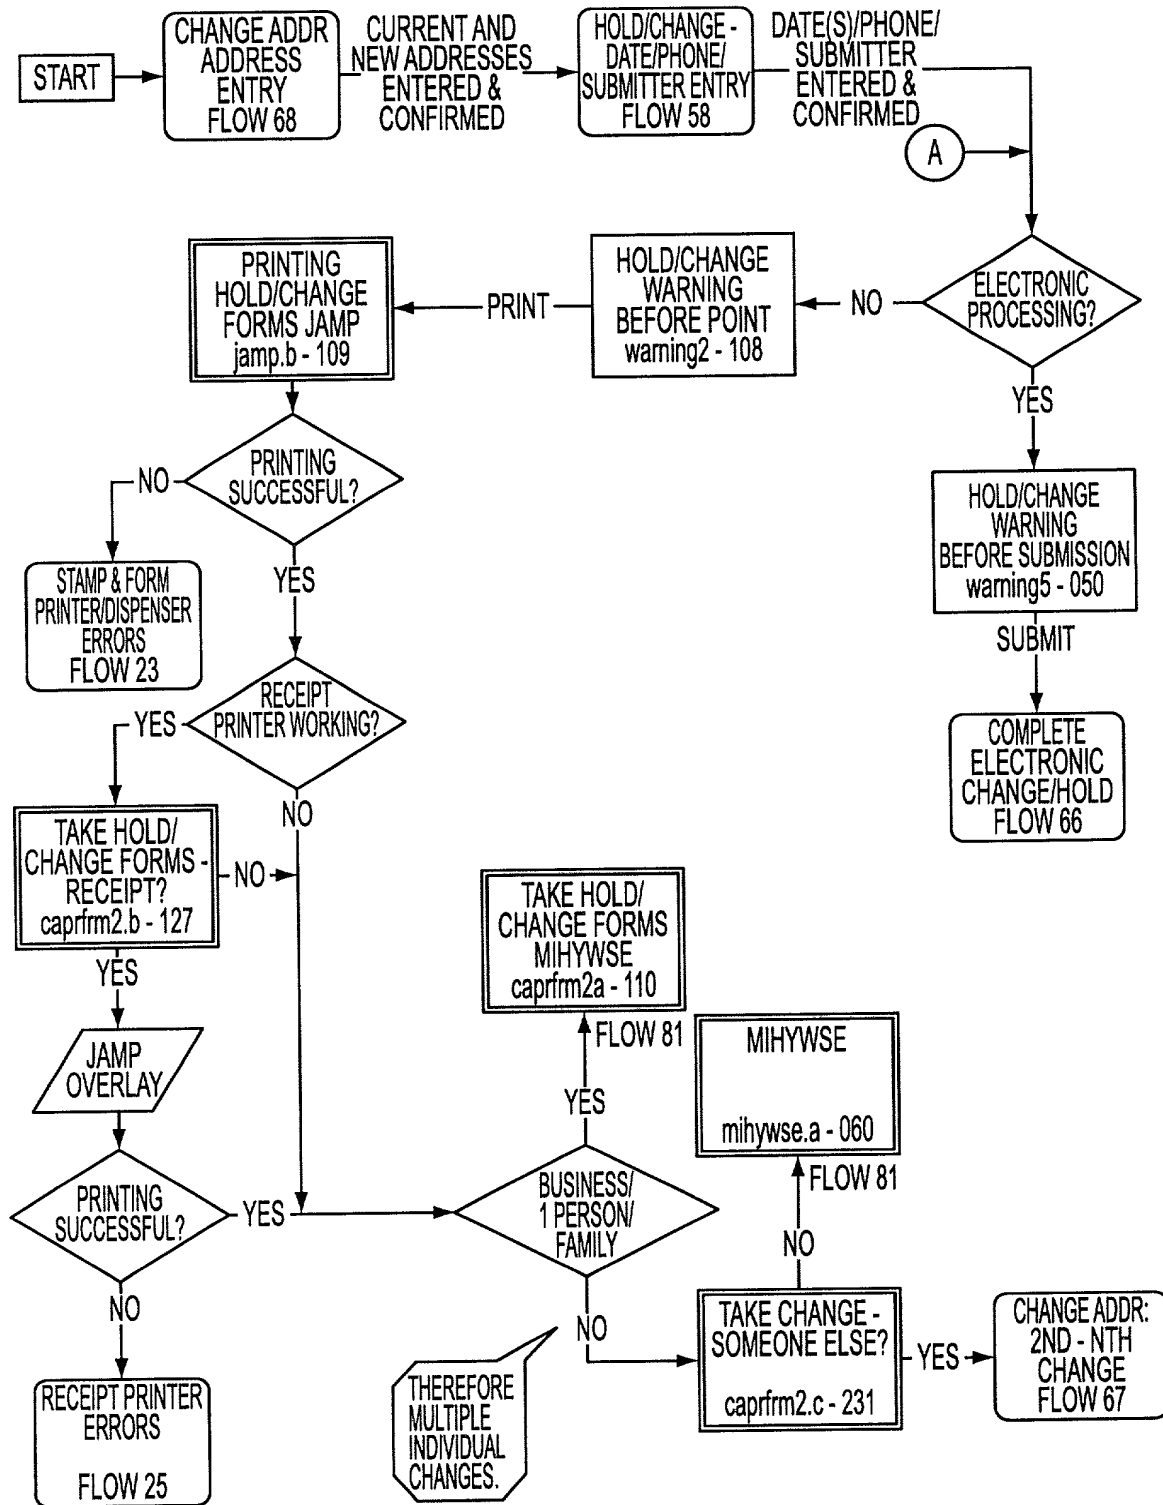 START
CHANGE ADDR
ADDRESS
ENTRY
FLOW 68
CURRENT AND
NEW ADDRESSES
ENTERED &
CONFIRMED
HOLD/CHANGE -
DATE/PHONE/
SUBMITTER ENTRY
FLOW 58
DATE(S)/PHONE/
SUBMITTER
ENTERED &
CONFIRMED
A
ELECTRONIC
PROCESSING?
NO
HOLD/CHANGE
WARNING
BEFORE POINT
warning2 - 108
PRINT
PRINTING
HOLD/CHANGE
FORMS JAMP
jamp.b - 109
YES
HOLD/CHANGE
WARNING
BEFORE SUBMISSION
warning5 - 050
SUBMIT
COMPLETE
ELECTRONIC
CHANGE/HOLD
FLOW 66
PRINTING
SUCCESSFUL?
NO
STAMP & FORM
PRINTER/DISPENSER
ERRORS
FLOW 23
YES
RECEIPT
PRINTER WORKING?
YES
NO
TAKE HOLD/
CHANGE FORMS -
RECEIPT?
caprfrm2.b - 127
NO
YES
JAMP
OVERLAY
PRINTING
SUCCESSFUL?
YES
NO
RECEIPT PRINTER
ERRORS
FLOW 25
TAKE HOLD/
CHANGE FORMS
MIHYWSE
caprfrm2a - 110
FLOW 81
YES
BUSINESS/
1 PERSON/
FAMILY
NO
THEREFORE
MULTIPLE
INDIVIDUAL
CHANGES.
MIHYWSE
mihywse.a - 060
FLOW 81
NO
TAKE CHANGE -
SOMEONE ELSE?
caprfrm2.c - 231
YES
CHANGE ADDR:
2ND - NTH
CHANGE
FLOW 67